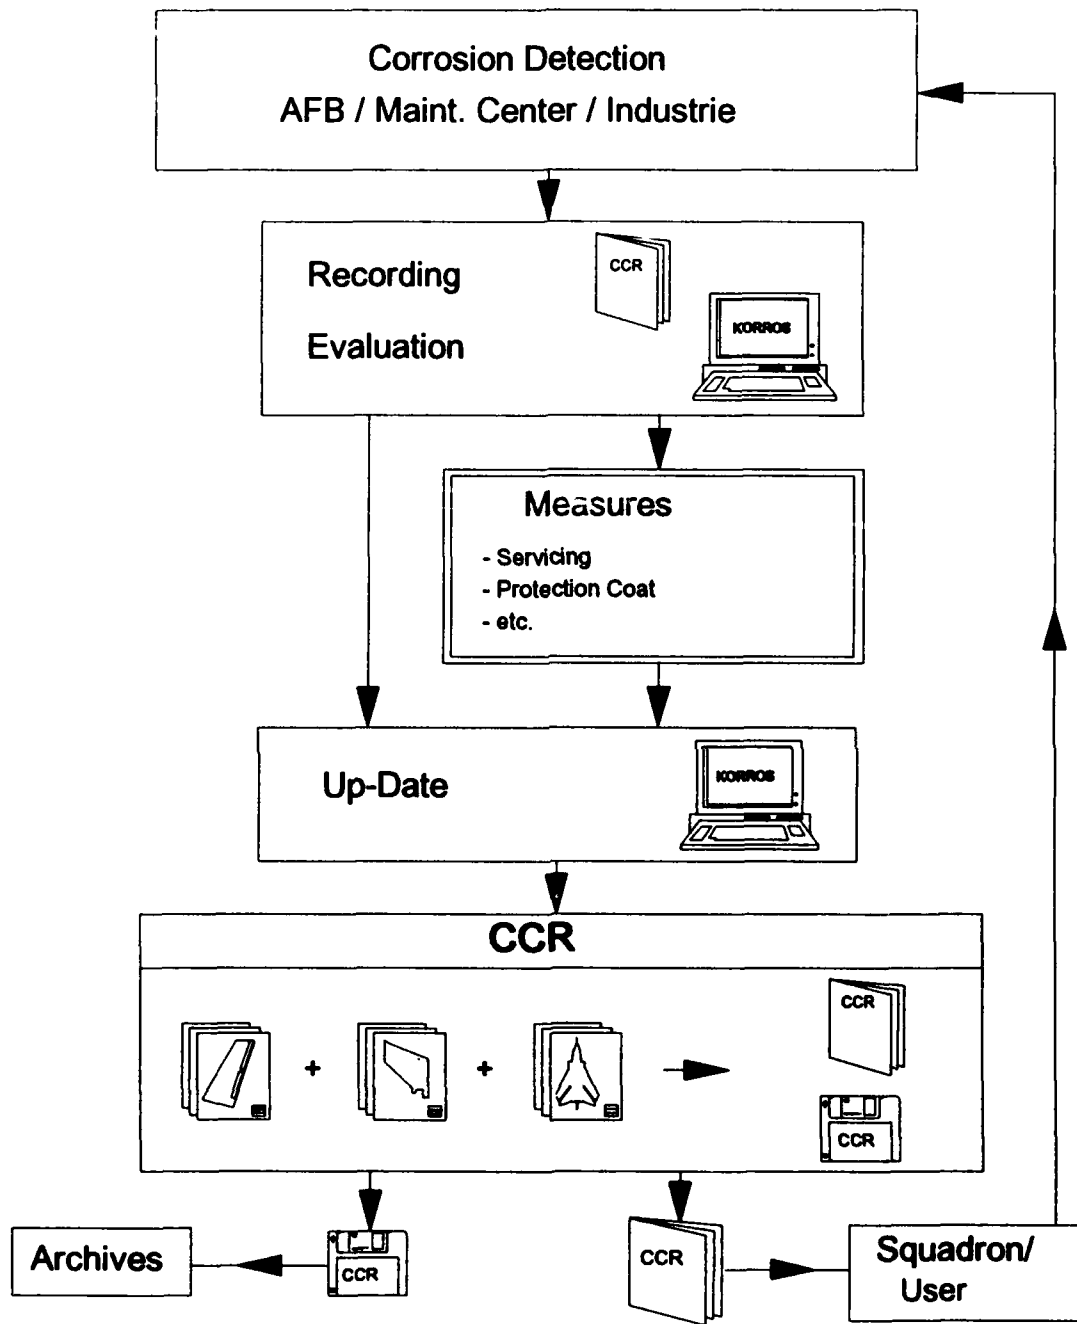 Corrosion Detection
AFB / Maint. Center / Industrie
Recording
CCR
KORROS
Evaluation
Measures
- Servicing
- Protection Coat
- etc.
Up-Date
KORROS
CCR
CCR
+
+
CCR
Archives
CCR
CCR
Squadron/
User